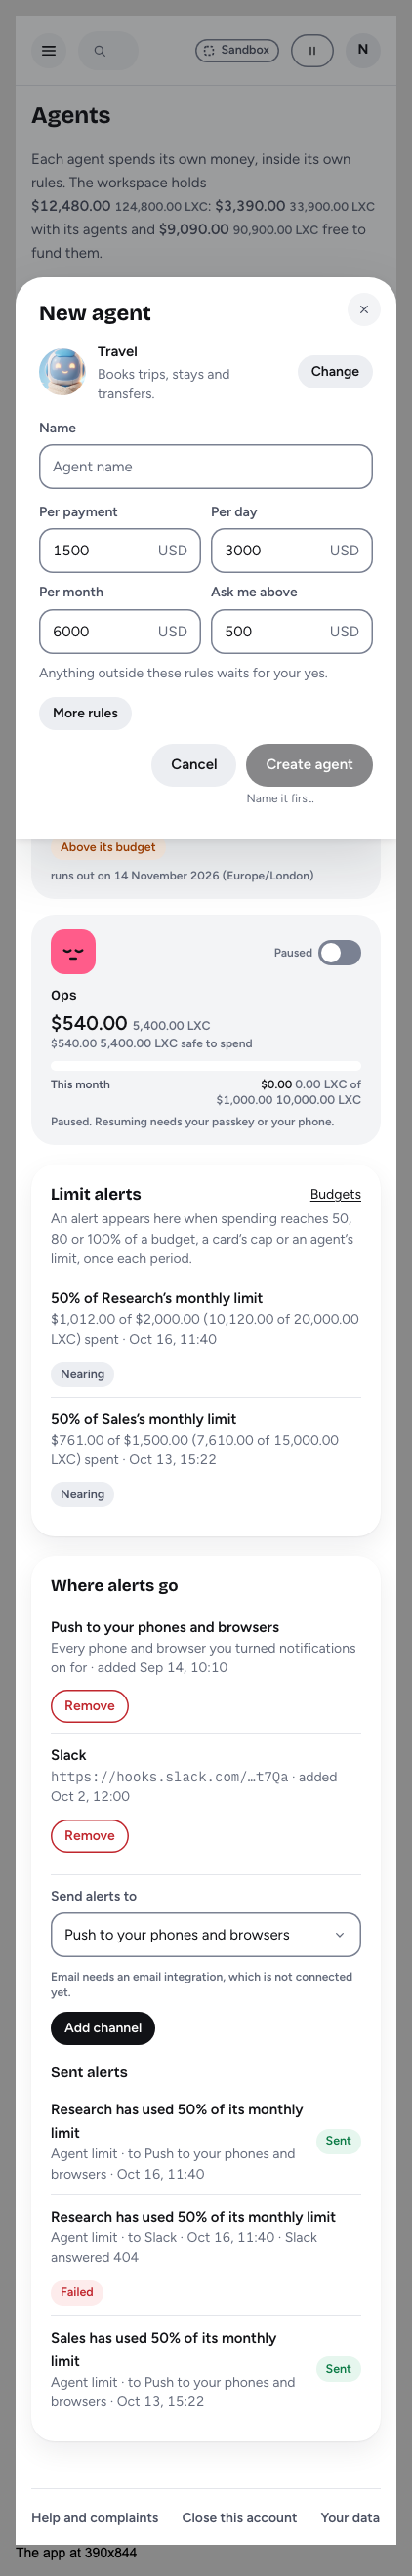 Sandbox
N
Agents
Each agent spends its own money, inside its own
rules. The workspace holds
$12,480.00 124,800.00 LXC: $3,390.00 33,900.00 LXC
with its agents and $9,090.00 90,900.00 LXC free to
fund them.
New agent
Travel
Books trips, stays and
transfers.
Change
Name
Agent name
Per payment
Per day
1500 USD
3000 USD
Per month
Ask me above
6000 USD
500 USD
Anything outside these rules waits for your yes.
More rules
Cancel
Create agent
Name it first.
Above its budget
runs out on 14 November 2026 (Europe/London)
Paused
Ops
$540.00 5,400.00 LXC
$540.00 5,400.00 LXC safe to spend
This month
$0.00 0.00 LXC of
$1,000.00 10,000.00 LXC
Paused. Resuming needs your passkey or your phone.
Limit alerts
Budgets
An alert appears here when spending reaches 50,
80 or 100% of a budget, a card's cap or an agent's
limit, once each period.
50% of Research's monthly limit
$1,012.00 of $2,000.00 (10,120.00 of 20,000.00
LXC) spent · Oct 16, 11:40
Nearing
50% of Sales's monthly limit
$761.00 of $1,500.00 (7,610.00 of 15,000.00
LXC) spent · Oct 13, 15:22
Nearing
Where alerts go
Push to your phones and browsers
Every phone and browser you turned notifications
on for · added Sep 14, 10:10
Remove
Slack
https://hooks.slack.com/…t7Qa · added
Oct 2, 12:00
Remove
Send alerts to
Push to your phones and browsers
Email needs an email integration, which is not connected
yet.
Add channel
Sent alerts
Research has used 50% of its monthly
limit
Agent limit · to Push to your phones and
browsers · Oct 16, 11:40
Sent
Research has used 50% of its monthly limit
Agent limit · to Slack · Oct 16, 11:40 · Slack
answered 404
Failed
Sales has used 50% of its monthly
limit
Agent limit · to Push to your phones and
browsers · Oct 13, 15:22
Sent
Help and complaints
Close this account
Your data
The app at 390x844